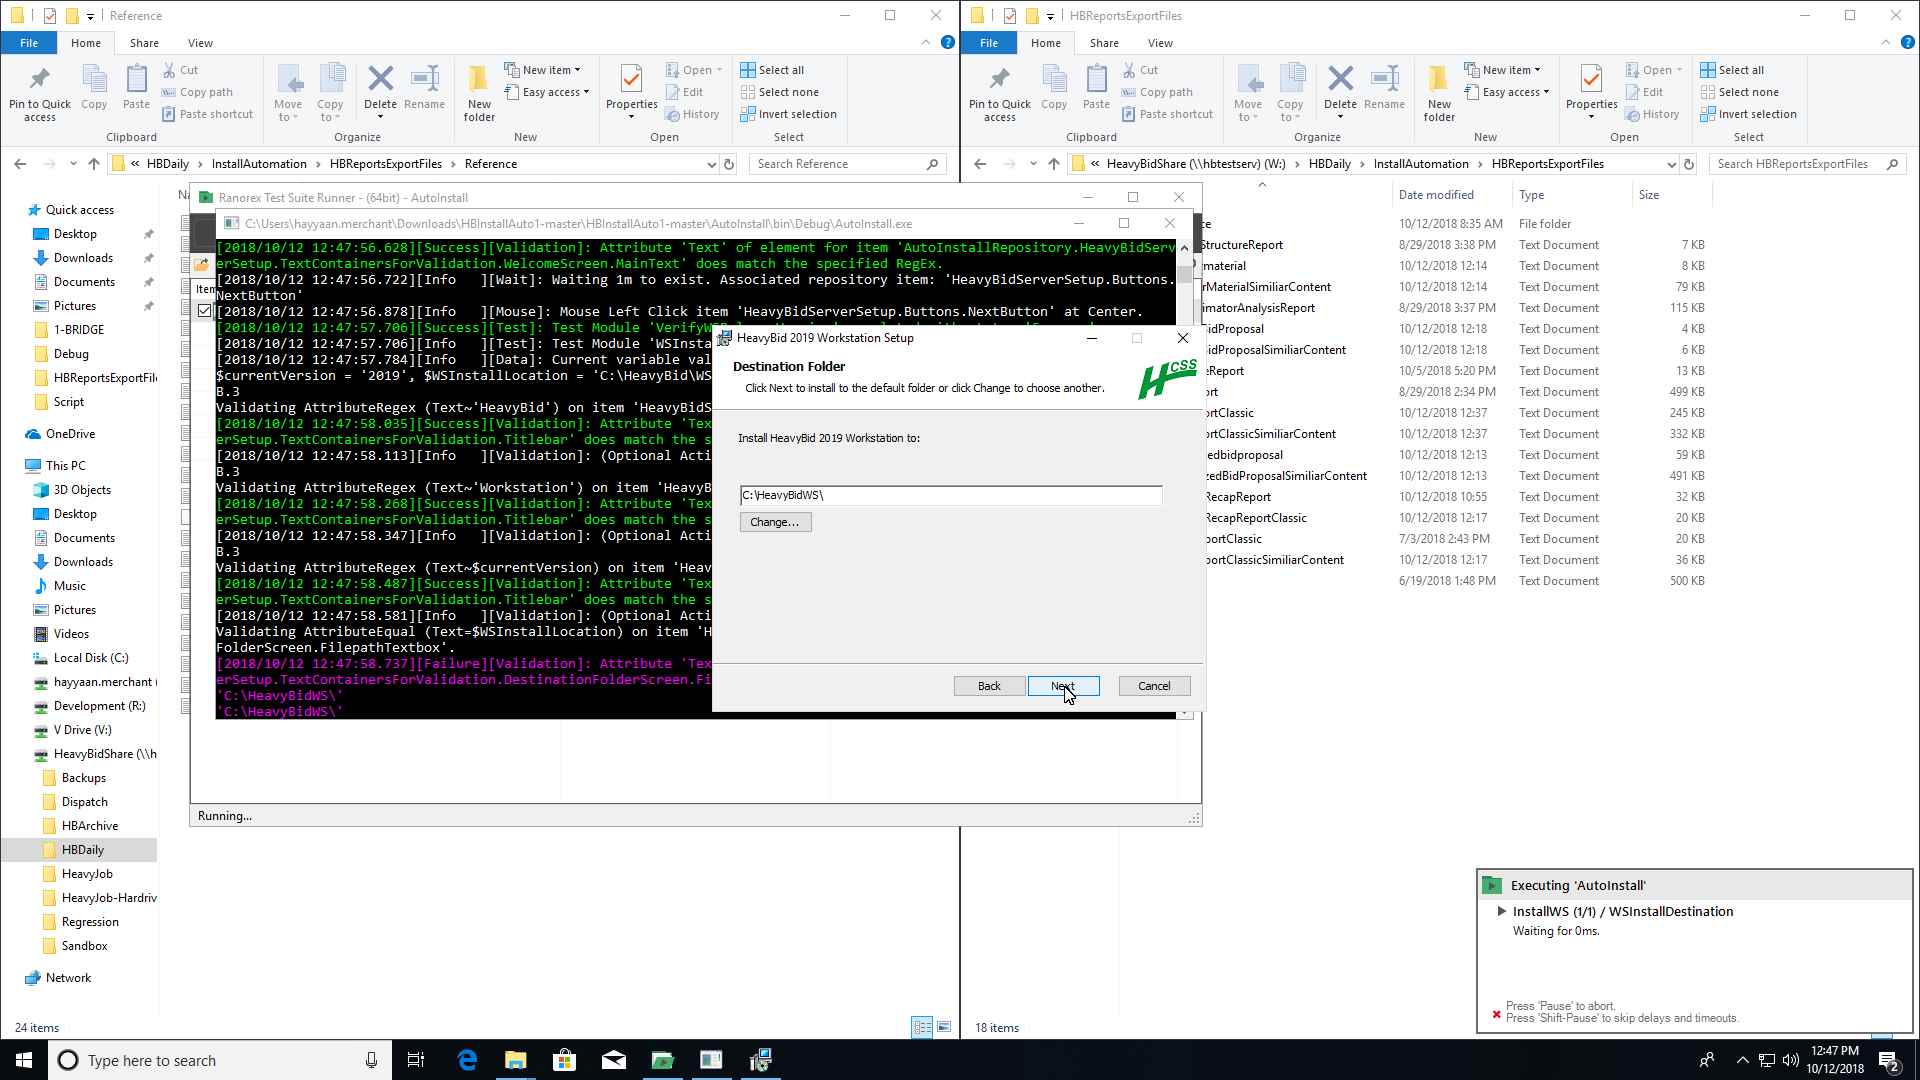 Reference
File
Home
Share
View
Pin to Quick access
Copy
Paste
Cut
Copy path
Paste shortcut
Clipboard
Move to
Copy to
Delete
Rename
Organize
New folder
New item
Easy access
New
Properties
Open
Edit
History
Open
Select all
Select none
Invert selection
Select
« HBDaily › InstallAutomation › HBReportsExportFiles › Reference
Search Reference
Quick access
Desktop
Downloads
Documents
Pictures
1-BRIDGE
Debug
HBReportsExportFil
Script
OneDrive
This PC
3D Objects
Desktop
Documents
Downloads
Music
Pictures
Videos
Local Disk (C:)
hayyaan.merchant (
Development (R:)
V Drive (V:)
HeavyBidShare (\\h
Backups
Dispatch
HBArchive
HBDaily
HeavyJob
HeavyJob-Hardriv
Regression
Sandbox
Network
24 items
HBReportsExportFiles
File
Home
Share
View
Pin to Quick access
Copy
Paste
Cut
Copy path
Paste shortcut
Clipboard
Move to
Copy to
Delete
Rename
Organize
New folder
New item
Easy access
New
Properties
Open
Edit
History
Open
Select all
Select none
Invert selection
Select
« HeavyBidShare (\\hbtestserv) (W:) › HBDaily › InstallAutomation › HBReportsExportFiles
Search HBReportsExportFiles
Date modified Type Size
ce 10/12/2018 8:35 AM File folder
StructureReport 8/29/2018 3:38 PM Text Document 7 KB
material 10/12/2018 12:14 Text Document 8 KB
rMaterialSimiliarContent 10/12/2018 12:14 Text Document 79 KB
imatorAnalysisReport 8/29/2018 3:37 PM Text Document 115 KB
idProposal 10/12/2018 12:18 Text Document 4 KB
idProposalSimiliarContent 10/12/2018 12:18 Text Document 6 KB
eReport 10/5/2018 5:20 PM Text Document 13 KB
ort 8/29/2018 2:34 PM Text Document 499 KB
ortClassic 10/12/2018 12:37 Text Document 245 KB
ortClassicSimiliarContent 10/12/2018 12:37 Text Document 332 KB
zedbidproposal 10/12/2018 12:13 Text Document 59 KB
zedBidProposalSimiliarContent 10/12/2018 12:13 Text Document 491 KB
RecapReport 10/12/2018 10:55 Text Document 32 KB
RecapReportClassic 10/12/2018 12:17 Text Document 20 KB
portClassic 7/3/2018 2:43 PM Text Document 20 KB
portClassicSimiliarContent 10/12/2018 12:17 Text Document 36 KB
6/19/2018 1:48 PM Text Document 500 KB
18 items
Ranorex Test Suite Runner - (64bit) - AutoInstall
Item
Running...
C:\Users\hayyaan.merchant\Downloads\HBInstallAuto1-master\HBInstallAuto1-master\AutoInstall\bin\Debug\AutoInstall.exe
[2018/10/12 12:47:56.628][Success][Validation]: Attribute 'Text' of element for item 'AutoInstallRepository.HeavyBidServ
erSetup.TextContainersForValidation.WelcomeScreen.MainText' does match the specified RegEx.
[2018/10/12 12:47:56.722][Info   ][Wait]: Waiting 1m to exist. Associated repository item: 'HeavyBidServerSetup.Buttons.
NextButton'
[2018/10/12 12:47:56.878][Info   ][Mouse]: Mouse Left Click item 'HeavyBidServerSetup.Buttons.NextButton' at Center.
[2018/10/12 12:47:57.706][Success][Test]: Test Module
[2018/10/12 12:47:57.706][Info   ][Test]: Test Module 'WSInsta
[2018/10/12 12:47:57.784][Info   ][Data]: Current variable val
$currentVersion = '2019', $WSInstallLocation = 'C:\HeavyBid\WS
B.3
Validating AttributeRegex (Text~'HeavyBid') on item 'HeavyBidS
[2018/10/12 12:47:58.035][Success][Validation]: Attribute 'Tex
erSetup.TextContainersForValidation.Titlebar' does match the s
[2018/10/12 12:47:58.113][Info   ][Validation]: (Optional Acti
B.3
Validating AttributeRegex (Text~'Workstation') on item 'HeavyB
[2018/10/12 12:47:58.268][Success][Validation]: Attribute 'Tex
erSetup.TextContainersForValidation.Titlebar' does match the s
[2018/10/12 12:47:58.347][Info   ][Validation]: (Optional Acti
B.3
Validating AttributeRegex (Text~$currentVersion) on item 'Heav
[2018/10/12 12:47:58.487][Success][Validation]: Attribute 'Tex
erSetup.TextContainersForValidation.Titlebar' does match the s
[2018/10/12 12:47:58.581][Info   ][Validation]: (Optional Acti
Validating AttributeEqual (Text=$WSInstallLocation) on item 'H
FolderScreen.FilepathTextbox'.
[2018/10/12 12:47:58.737][Failure][Validation]: Attribute 'Tex
erSetup.TextContainersForValidation.DestinationFolderScreen.Fi
'C:\HeavyBidWS\'
'C:\HeavyBidWS\'
HeavyBid 2019 Workstation Setup
Destination Folder
Click Next to install to the default folder or click Change to choose another.
HCSS
Install HeavyBid 2019 Workstation to:
C:\HeavyBidWS\
Change...
Back
Next
Cancel
Executing 'AutoInstall'
InstallWS (1/1) / WSInstallDestination
Waiting for 0ms.
Press 'Pause' to abort.
Press 'Shift-Pause' to skip delays and timeouts.
Type here to search
12:47 PM
10/12/2018
2